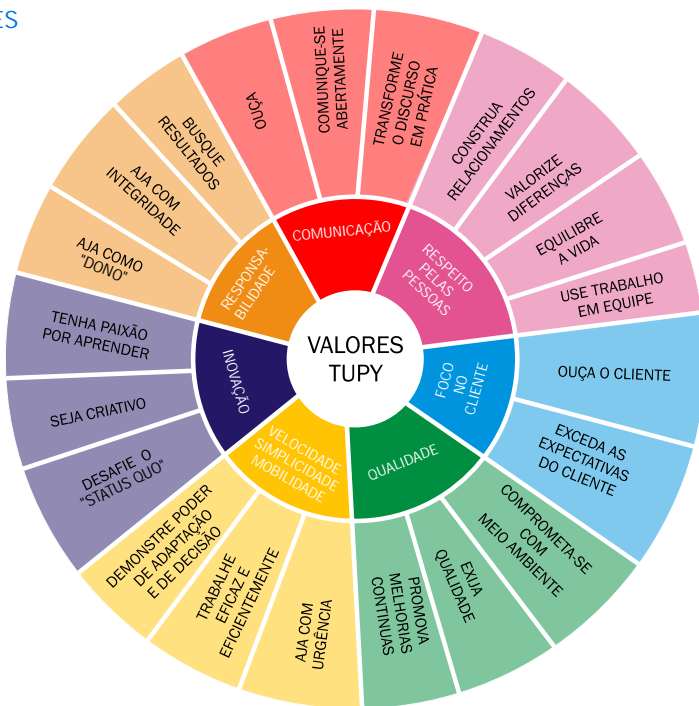 ES
VALORES
TUPY
COMUNICAÇÃO
OUÇA
COMUNIQUE-SE
ABERTAMENTE
TRANSFORME
O DISCURSO
EM PRÁTICA
RESPEITO
PELAS
PESSOAS
CONSTRUA
RELACIONAMENTOS
VALORIZE
DIFERENÇAS
EQUILIBRE
A VIDA
USE TRABALHO
EM EQUIPE
FOCO
NO
CLIENTE
OUÇA O CLIENTE
EXCEDA AS
EXPECTATIVAS
DO CLIENTE
QUALIDADE
COMPROMETA-SE
COM
MEIO AMBIENTE
EXIJA
QUALIDADE
PROMOVA
MELHORIAS
CONTINUAS
VELOCIDADE
SIMPLICIDADE
MOBILIDADE
AJA COM
URGÊNCIA
TRABALHE
EFICAZ E
EFICIENTEMENTE
DEMONSTRE PODER
DE ADAPTAÇÃO
E DE DECISÃO
INOVAÇÃO
DESAFIE O
"STATUS QUO"
SEJA CRIATIVO
TENHA PAIXÃO
POR APRENDER
RESPONSA-
BILIDADE
AJA COMO
"DONO"
AJA COM
INTEGRIDADE
BUSQUE
RESULTADOS